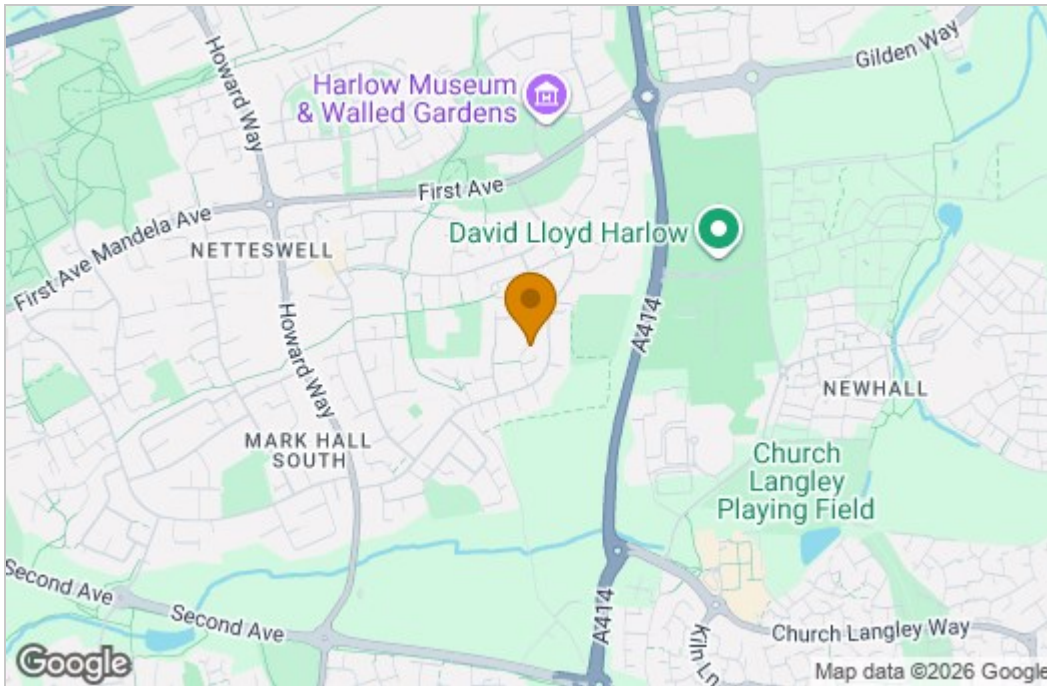 Howard Way
Harlow Museum
& Walled Gardens
Gilden Way
First Ave
First Ave Mandela Ave
NETTESWELL
David Lloyd Harlow
A414
Howard Way
NEWHALL
MARK HALL
SOUTH
Church
Langley
Playing Field
Second Ave
Second Ave
A414
Kiln Ln
Church Langley Way
Google
Map data ©2026 Google